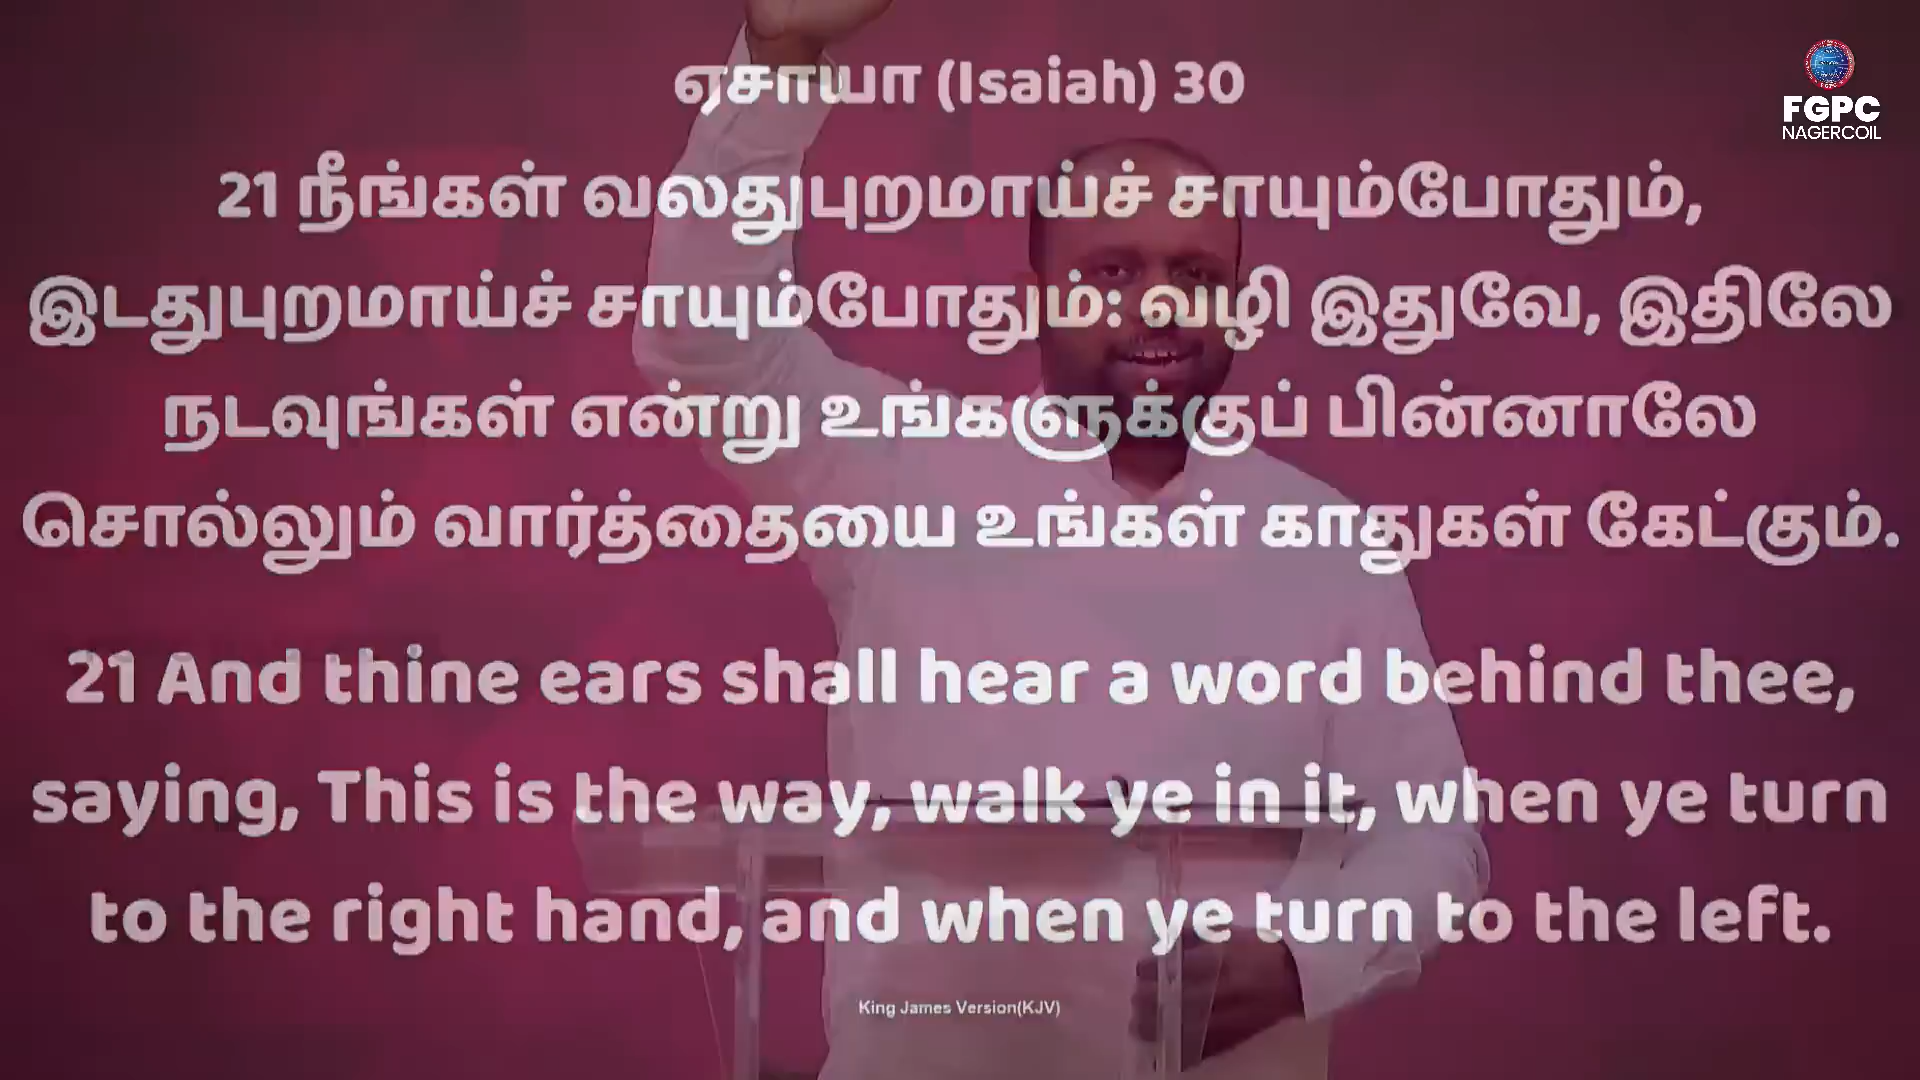 FGPC
NAGERCOIL
ஏசாயா (Isaiah) 30
21 நீங்கள் வலதுபுறமாய்ச் சாயும்போதும்,
இடதுபுறமாய்ச் சாயும்போதும்: வழி இதுவே, இதிலே
நடவுங்கள் என்று உங்களுக்குப் பின்னாலே
சொல்லும் வார்த்தையை உங்கள் காதுகள் கேட்கும்.
21 And thine ears shall hear a word behind thee,
saying, This is the way, walk ye in it, when ye turn
to the right hand, and when ye turn to the left.
King James Version(KJV)